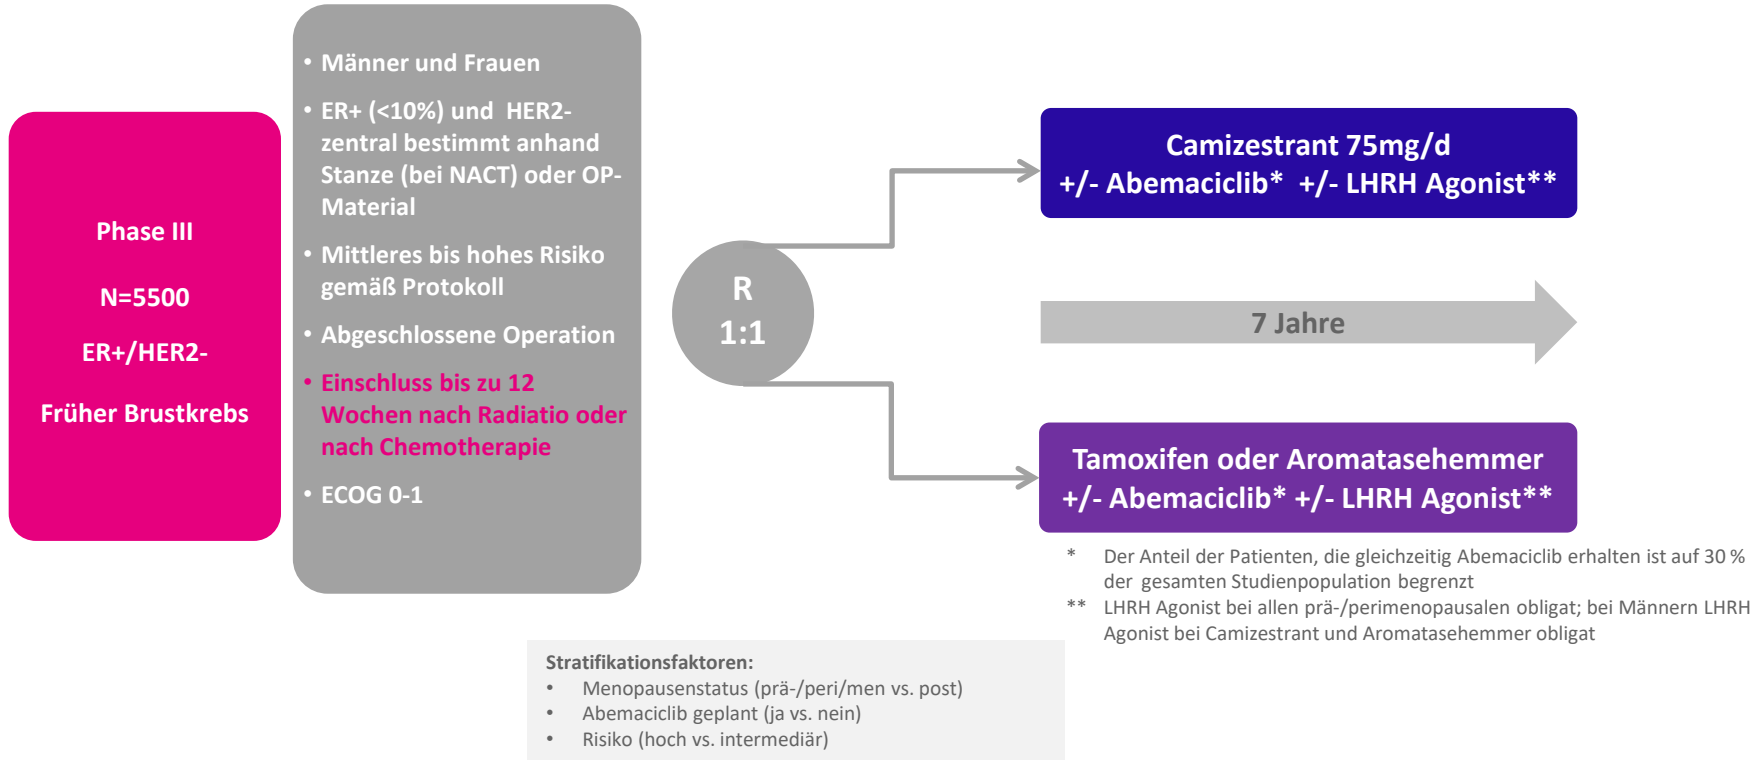 Phase III
N=5500
ER+/HER2-
Früher Brustkrebs
• Männer und Frauen
• ER+ (<10%) und HER2-
zentral bestimmt anhand
Stanze (bei NACT) oder OP-
Material
• Mittleres bis hohes Risiko
gemäß Protokoll
• Abgeschlossene Operation
• Einschluss bis zu 12
Wochen nach Radiatio oder
nach Chemotherapie
• ECOG 0-1
R
1:1
Camizestrant 75mg/d
+/- Abemaciclib* +/- LHRH Agonist**
7 Jahre
Tamoxifen oder Aromatasehemmer
+/- Abemaciclib* +/- LHRH Agonist**
* Der Anteil der Patienten, die gleichzeitig Abemaciclib erhalten ist auf 30 %
der gesamten Studienpopulation begrenzt
** LHRH Agonist bei allen prä-/perimenopausalen obligat; bei Männern LHRH
Agonist bei Camizestrant und Aromatasehemmer obligat
Stratifikationsfaktoren:
• Menopausenstatus (prä-/peri/men vs. post)
• Abemaciclib geplant (ja vs. nein)
• Risiko (hoch vs. intermediär)